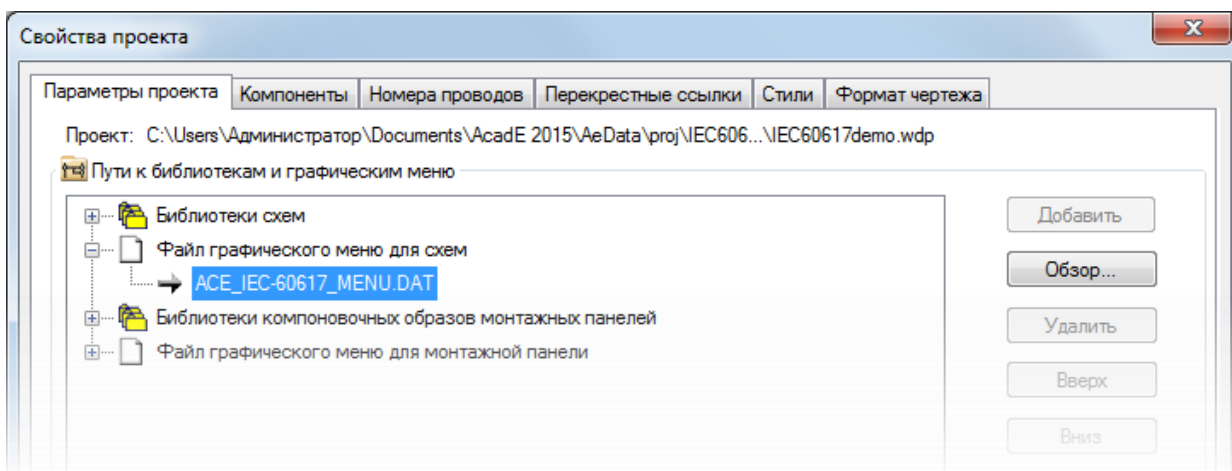 Свойства проекта
Параметры проекта Компоненты Номера проводов Перекрестные ссылки Стили Формат чертежа
Проект: C:\Users\Администратор\Documents\AcadE 2015\AeData\proj\IEC606...\IEC60617demo.wdp
Пути к библиотекам и графическим меню
Библиотеки схем
Добавить
Файл графического меню для схем
Обзор...
ACE_IEC-60617_MENU.DAT
Библиотеки компоновочных образов монтажных панелей
Удалить
Файл графического меню для монтажной панели
Вверх
Вниз